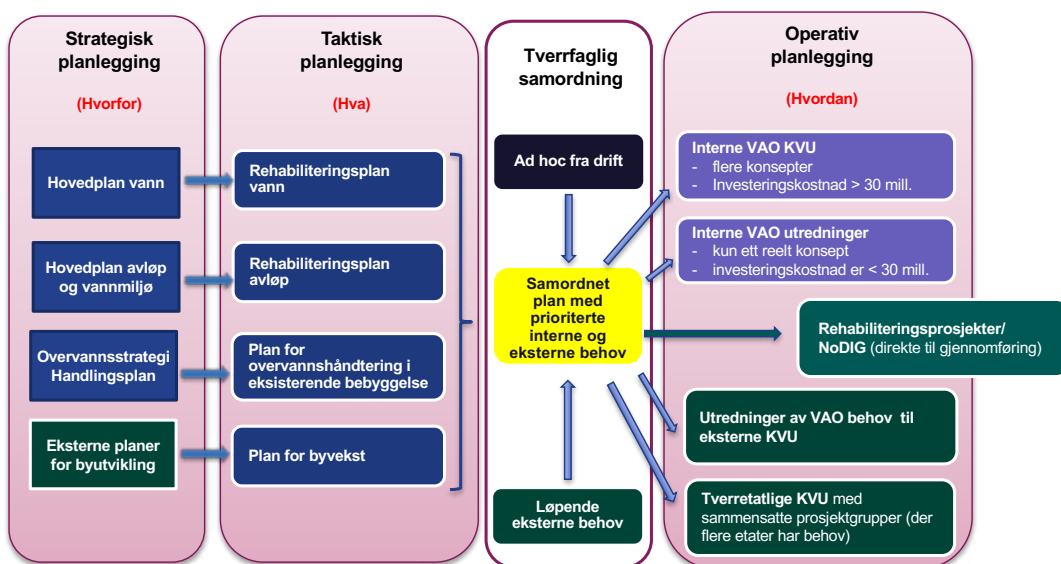 Strategisk
planlegging
(Hvorfor)
Hovedplan vann
Hovedplan avløp
og vannmiljø
Overvannsstrategi
Handlingsplan
Eksterne planer
for byutvikling
Taktisk
planlegging
(Hva)
Rehabiliteringsplan
vann
Rehabiliteringsplan
avløp
Plan for
overvannshåndtering i
eksisterende bebyggelse
Plan for byvekst
Tverrfaglig
samordning
Ad hoc fra drift
Samordnet
plan med
prioriterte
interne og
eksterne behov
Løpende
eksterne behov
Operativ
planlegging
(Hvordan)
Interne VAO KVU
- flere konsepter
- Investeringskostnad > 30 mill.
Interne VAO utredninger
- kun ett reelt konsept
- investeringskostnad er < 30 mill.
Rehabiliteringsprosjekter/
NoDIG (direkte til gjennomføring)
Utredninger av VAO behov til
eksterne KVU
Tverretatlige KVU med
sammensatte prosjektgrupper (der
flere etater har behov)